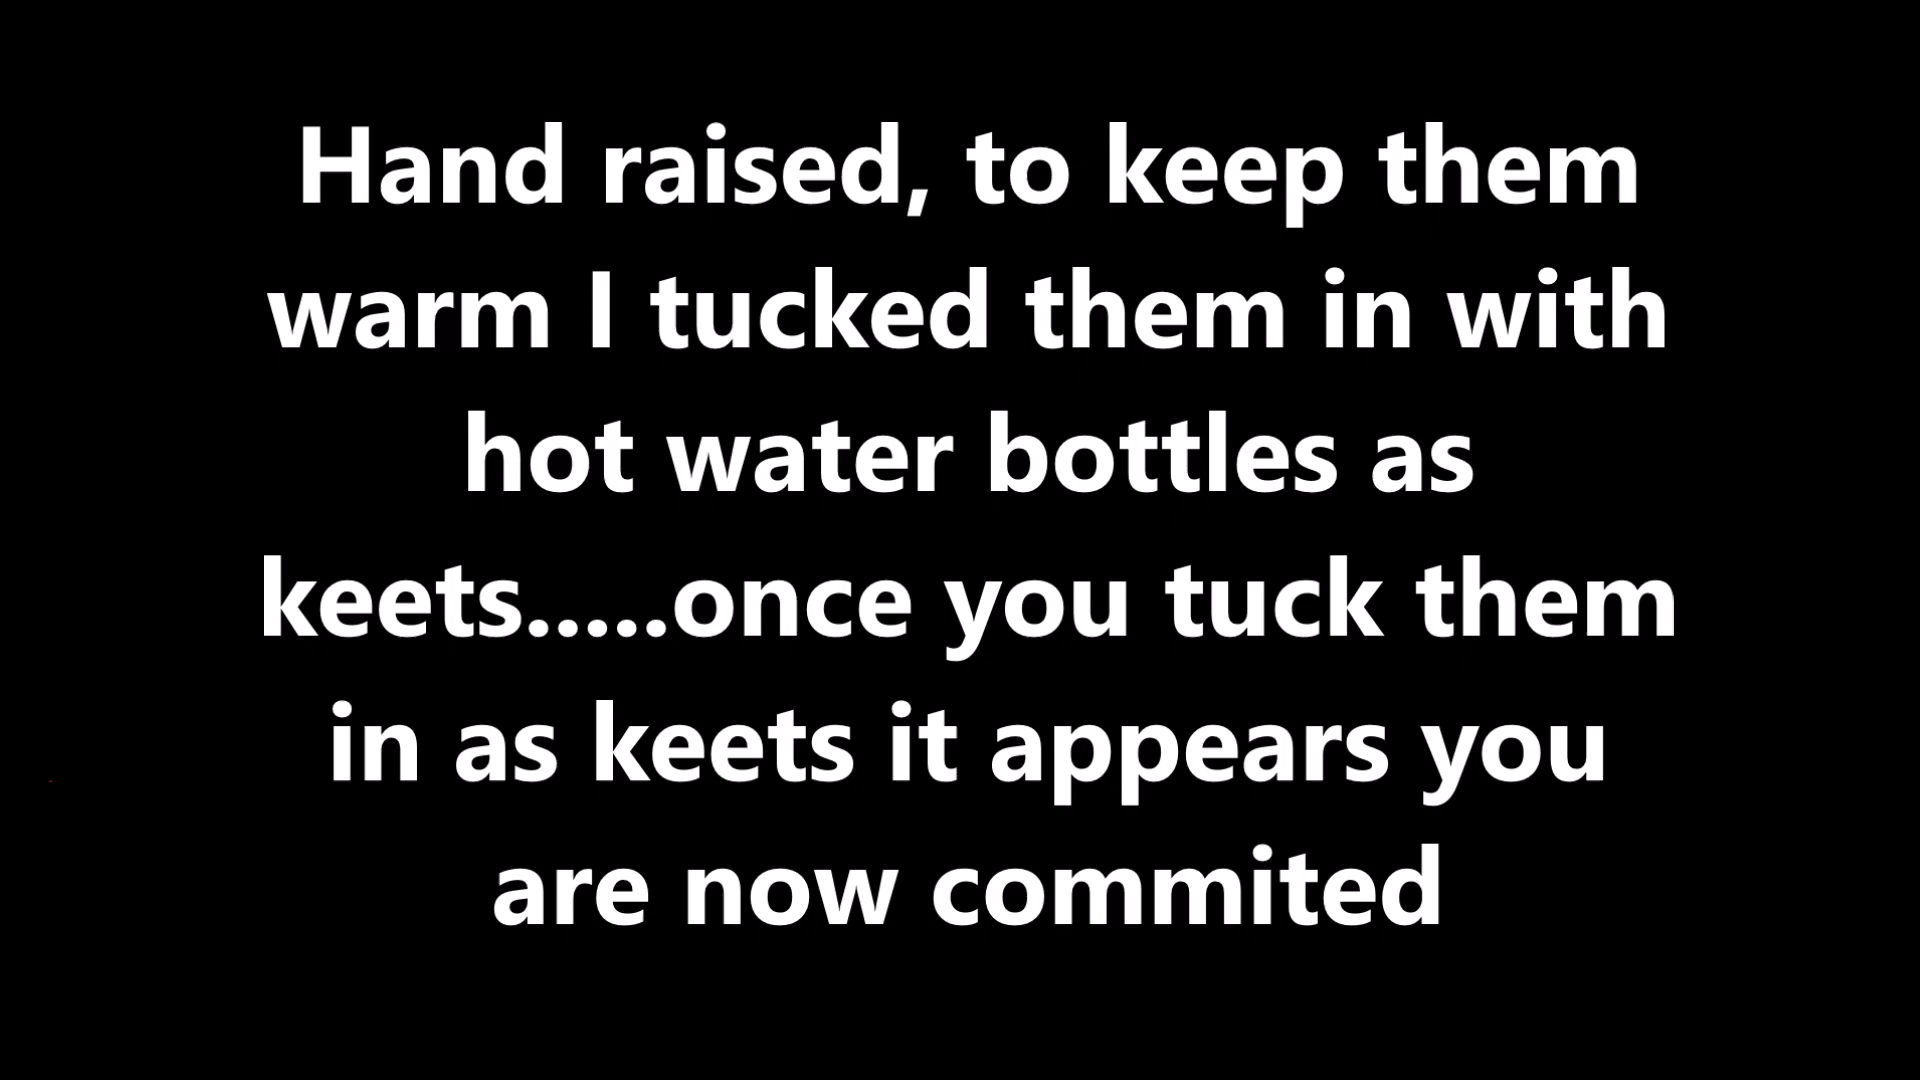 Hand raised, to keep them
warm I tucked them in with
hot water bottles as
keets.....once you tuck them
in as keets it appears you
are now commited